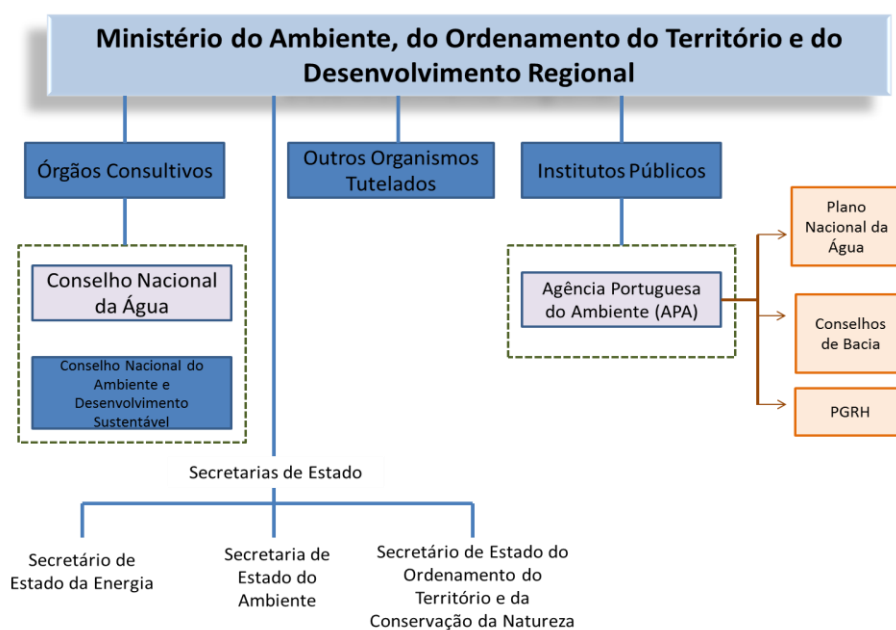 Ministério do Ambiente, do Ordenamento do Território e do
Desenvolvimento Regional
Órgãos Consultivos
Outros Organismos
Tutelados
Institutos Públicos
Plano
Nacional da
Água
Conselho Nacional
da Água
Agência Portuguesa
do Ambiente (APA)
Conselhos
de Bacia
Conselho Nacional do
Ambiente e
Desenvolvimento
Sustentável
PGRH
Secretarias de Estado
Secretário de
Estado da Energia
Secretaria de
Estado do
Ambiente
Secretário de Estado do
Ordenamento do
Território e da
Conservação da Natureza